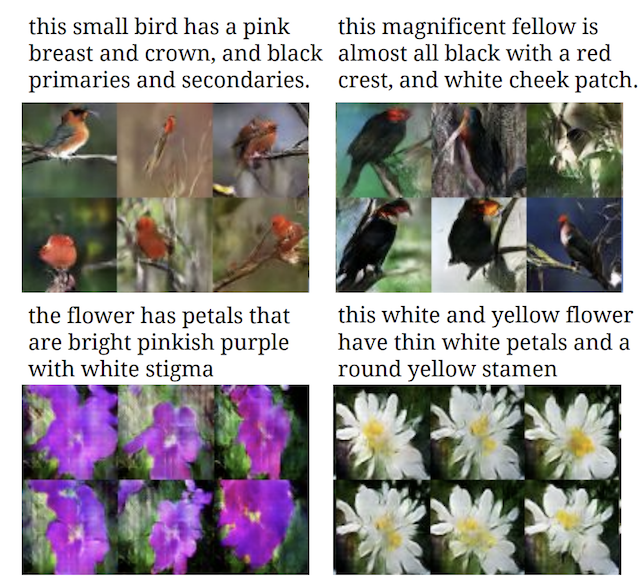 this small bird has a pink
breast and crown, and black
primaries and secondaries.
this magnificent fellow is
almost all black with a red
crest, and white cheek patch.
the flower has petals that
are bright pinkish purple
with white stigma
this white and yellow flower
have thin white petals and a
round yellow stamen